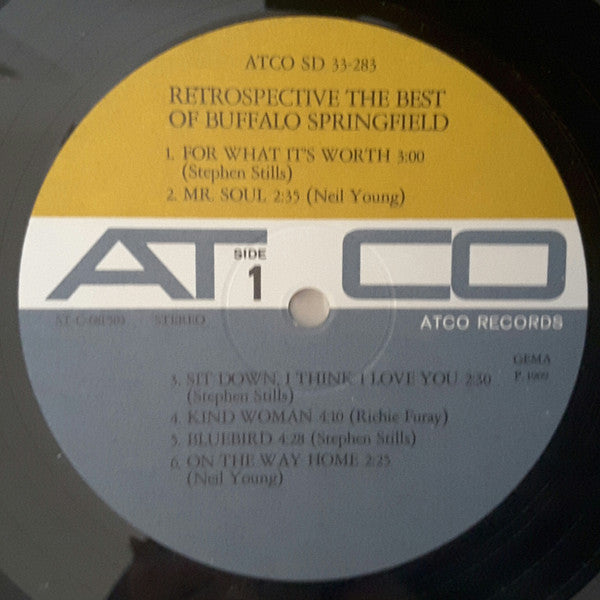 ATCO SD 33-283
RETROSPECTIVE THE BEST
OF BUFFALO SPRINGFIELD
1. FOR WHAT IT'S WORTH 3:00
(Stephen Stills)
2. MR. SOUL 2:35 (Neil Young)
ATCO
SIDE
1
STEREO
ATCO RECORDS
GEMA
3. SIT DOWN, I THINK I LOVE YOU 2:30
(Stephen Stills)
4. KIND WOMAN 4:10 (Richie Furay)
5. BLUEBIRD 4:28 (Stephen Stills)
6. ON THE WAY HOME 2:25
(Neil Young)